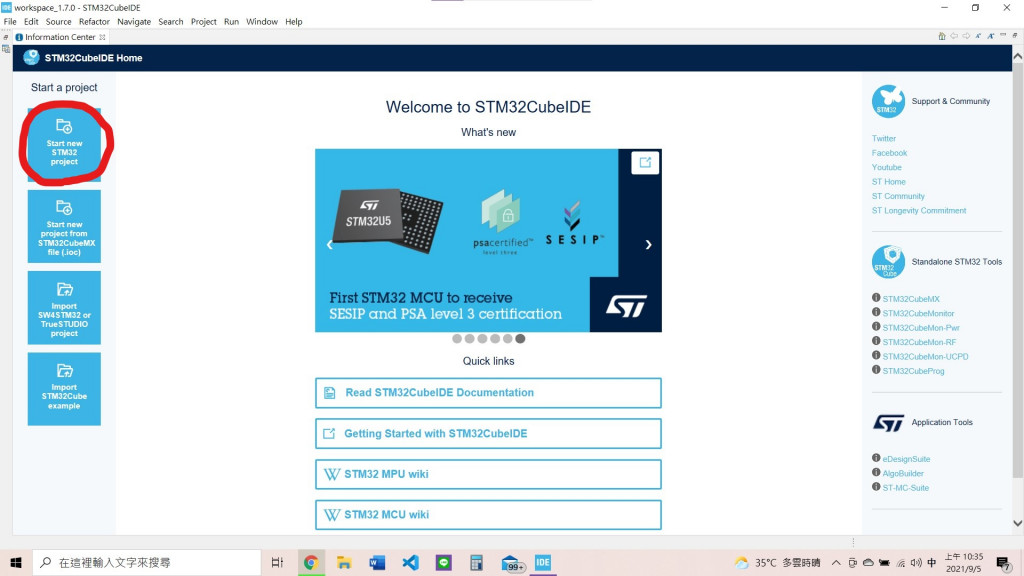 workspace_1.7.0 - STM32CubeIDE
File Edit Source Refactor Navigate Search Project Run Window Help
Information Center
STM32CubeIDE Home
Start a project
Start new
STM32
project
Start new
project from
STM32CubeMX
file (.ioc)
Import
SW4STM32 or
TrueSTUDIO
project
Import
STM32Cube
example
Welcome to STM32CubeIDE
What's new
STM32U5
psacertified™
level three
SESIP™
First STM32 MCU to receive
SESIP and PSA level 3 certification
Quick links
Read STM32CubeIDE Documentation
Getting Started with STM32CubeIDE
STM32 MPU wiki
STM32 MCU wiki
STM32
Support & Community
Twitter
Facebook
Youtube
ST Home
ST Community
ST Longevity Commitment
STM32
Cube
Standalone STM32 Tools
STM32CubeMX
STM32CubeMonitor
STM32CubeMon-Pwr
STM32CubeMon-RF
STM32CubeMon-UCPD
STM32CubeProg
Application Tools
eDesignSuite
AlgoBuilder
ST-MC-Suite
在這裡輸入文字來搜尋
99+
IDE
35°C 多雲時晴
中
上午 10:35
2021/9/5
7